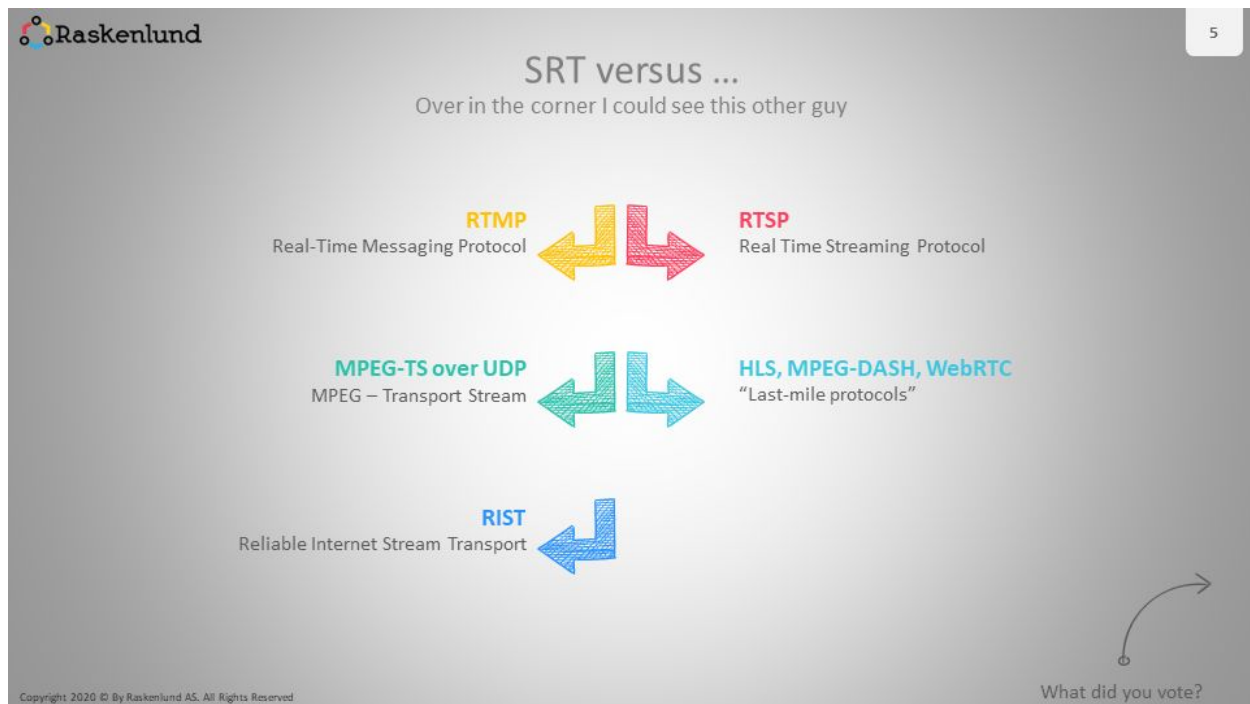 Raskenlund
5
SRT versus ...
Over in the corner I could see this other guy
RTMP
Real-Time Messaging Protocol
RTSP
Real Time Streaming Protocol
MPEG-TS over UDP
MPEG – Transport Stream
HLS, MPEG-DASH, WebRTC
“Last-mile protocols”
RIST
Reliable Internet Stream Transport
What did you vote?
Copyright 2020 © By Raskenlund AS. All Rights Reserved